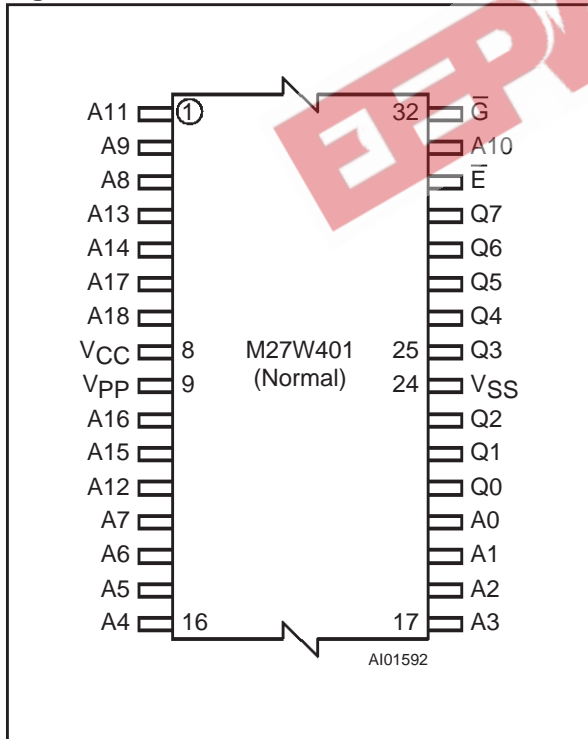 A11 ① 32 G̅
A9 A10
A8 E̅
A13 Q7
A14 Q6
A17 Q5
A18 Q4
VCC 8 M27W401 25 Q3
VPP 9 (Normal) 24 VSS
A16 Q2
A15 Q1
A12 Q0
A7 A0
A6 A1
A5 A2
A4 16 17 A3
AI01592